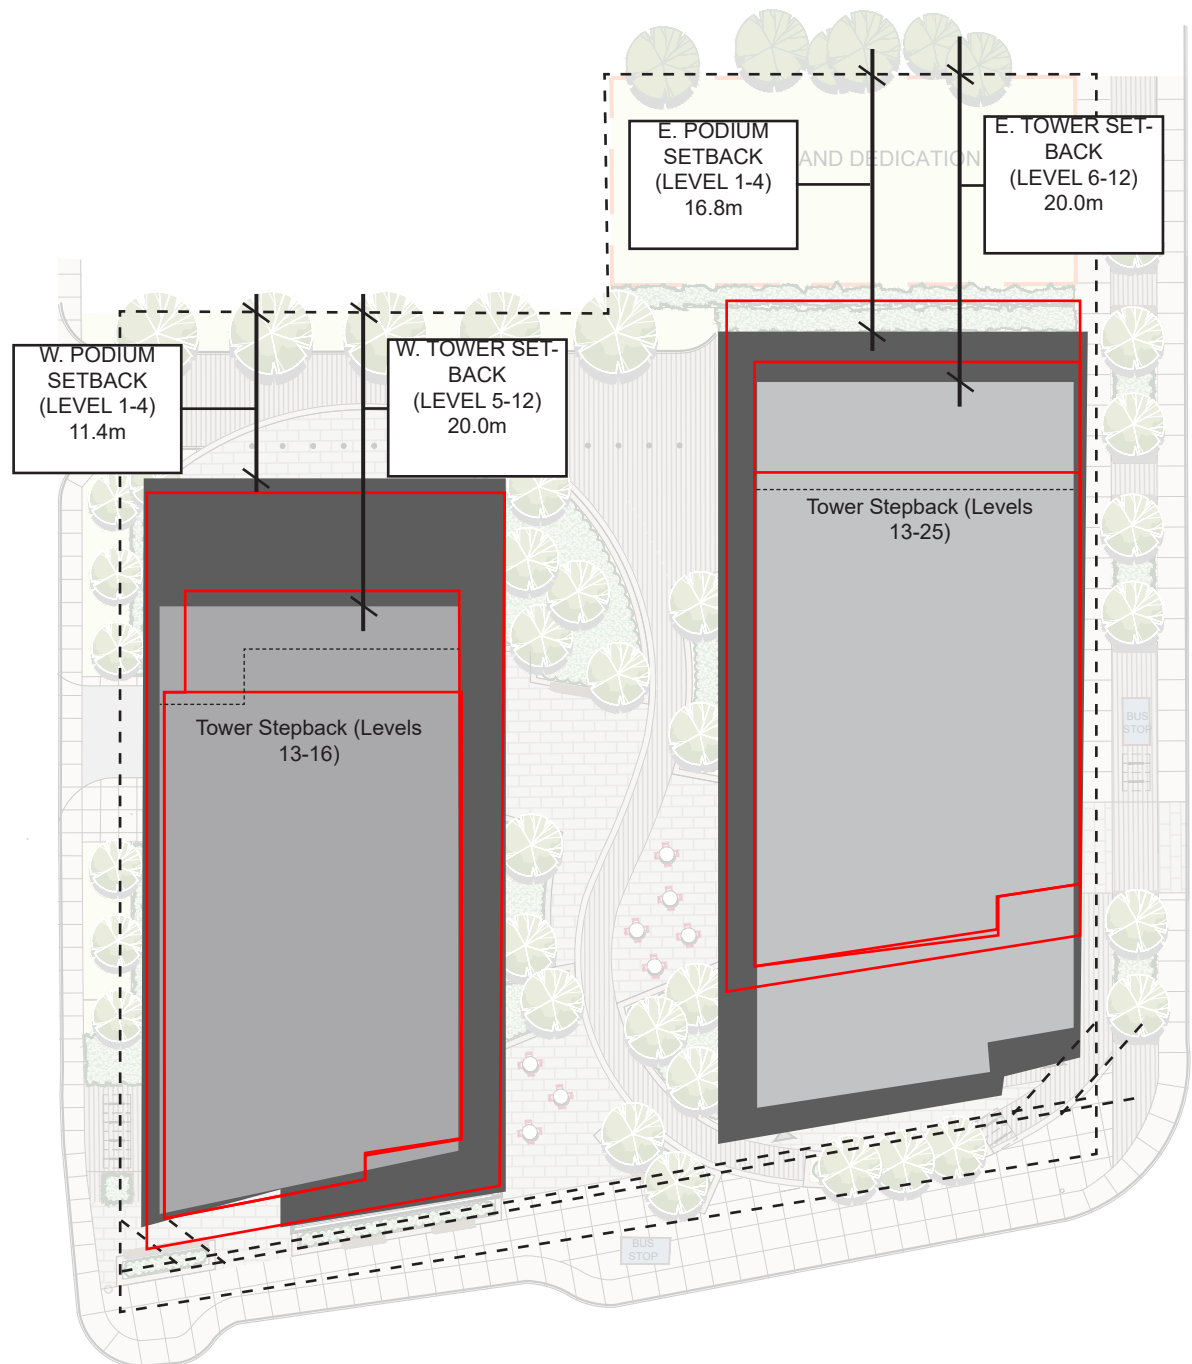 E. PODIUM
SETBACK
(LEVEL 1-4)
16.8m
AND DEDICATION
E. TOWER SET-
BACK
(LEVEL 6-12)
20.0m
W. PODIUM
SETBACK
(LEVEL 1-4)
11.4m
W. TOWER SET-
BACK
(LEVEL 5-12)
20.0m
Tower Stepback (Levels
13-25)
Tower Stepback (Levels
13-16)
BUS
STOP
BUS
STOP